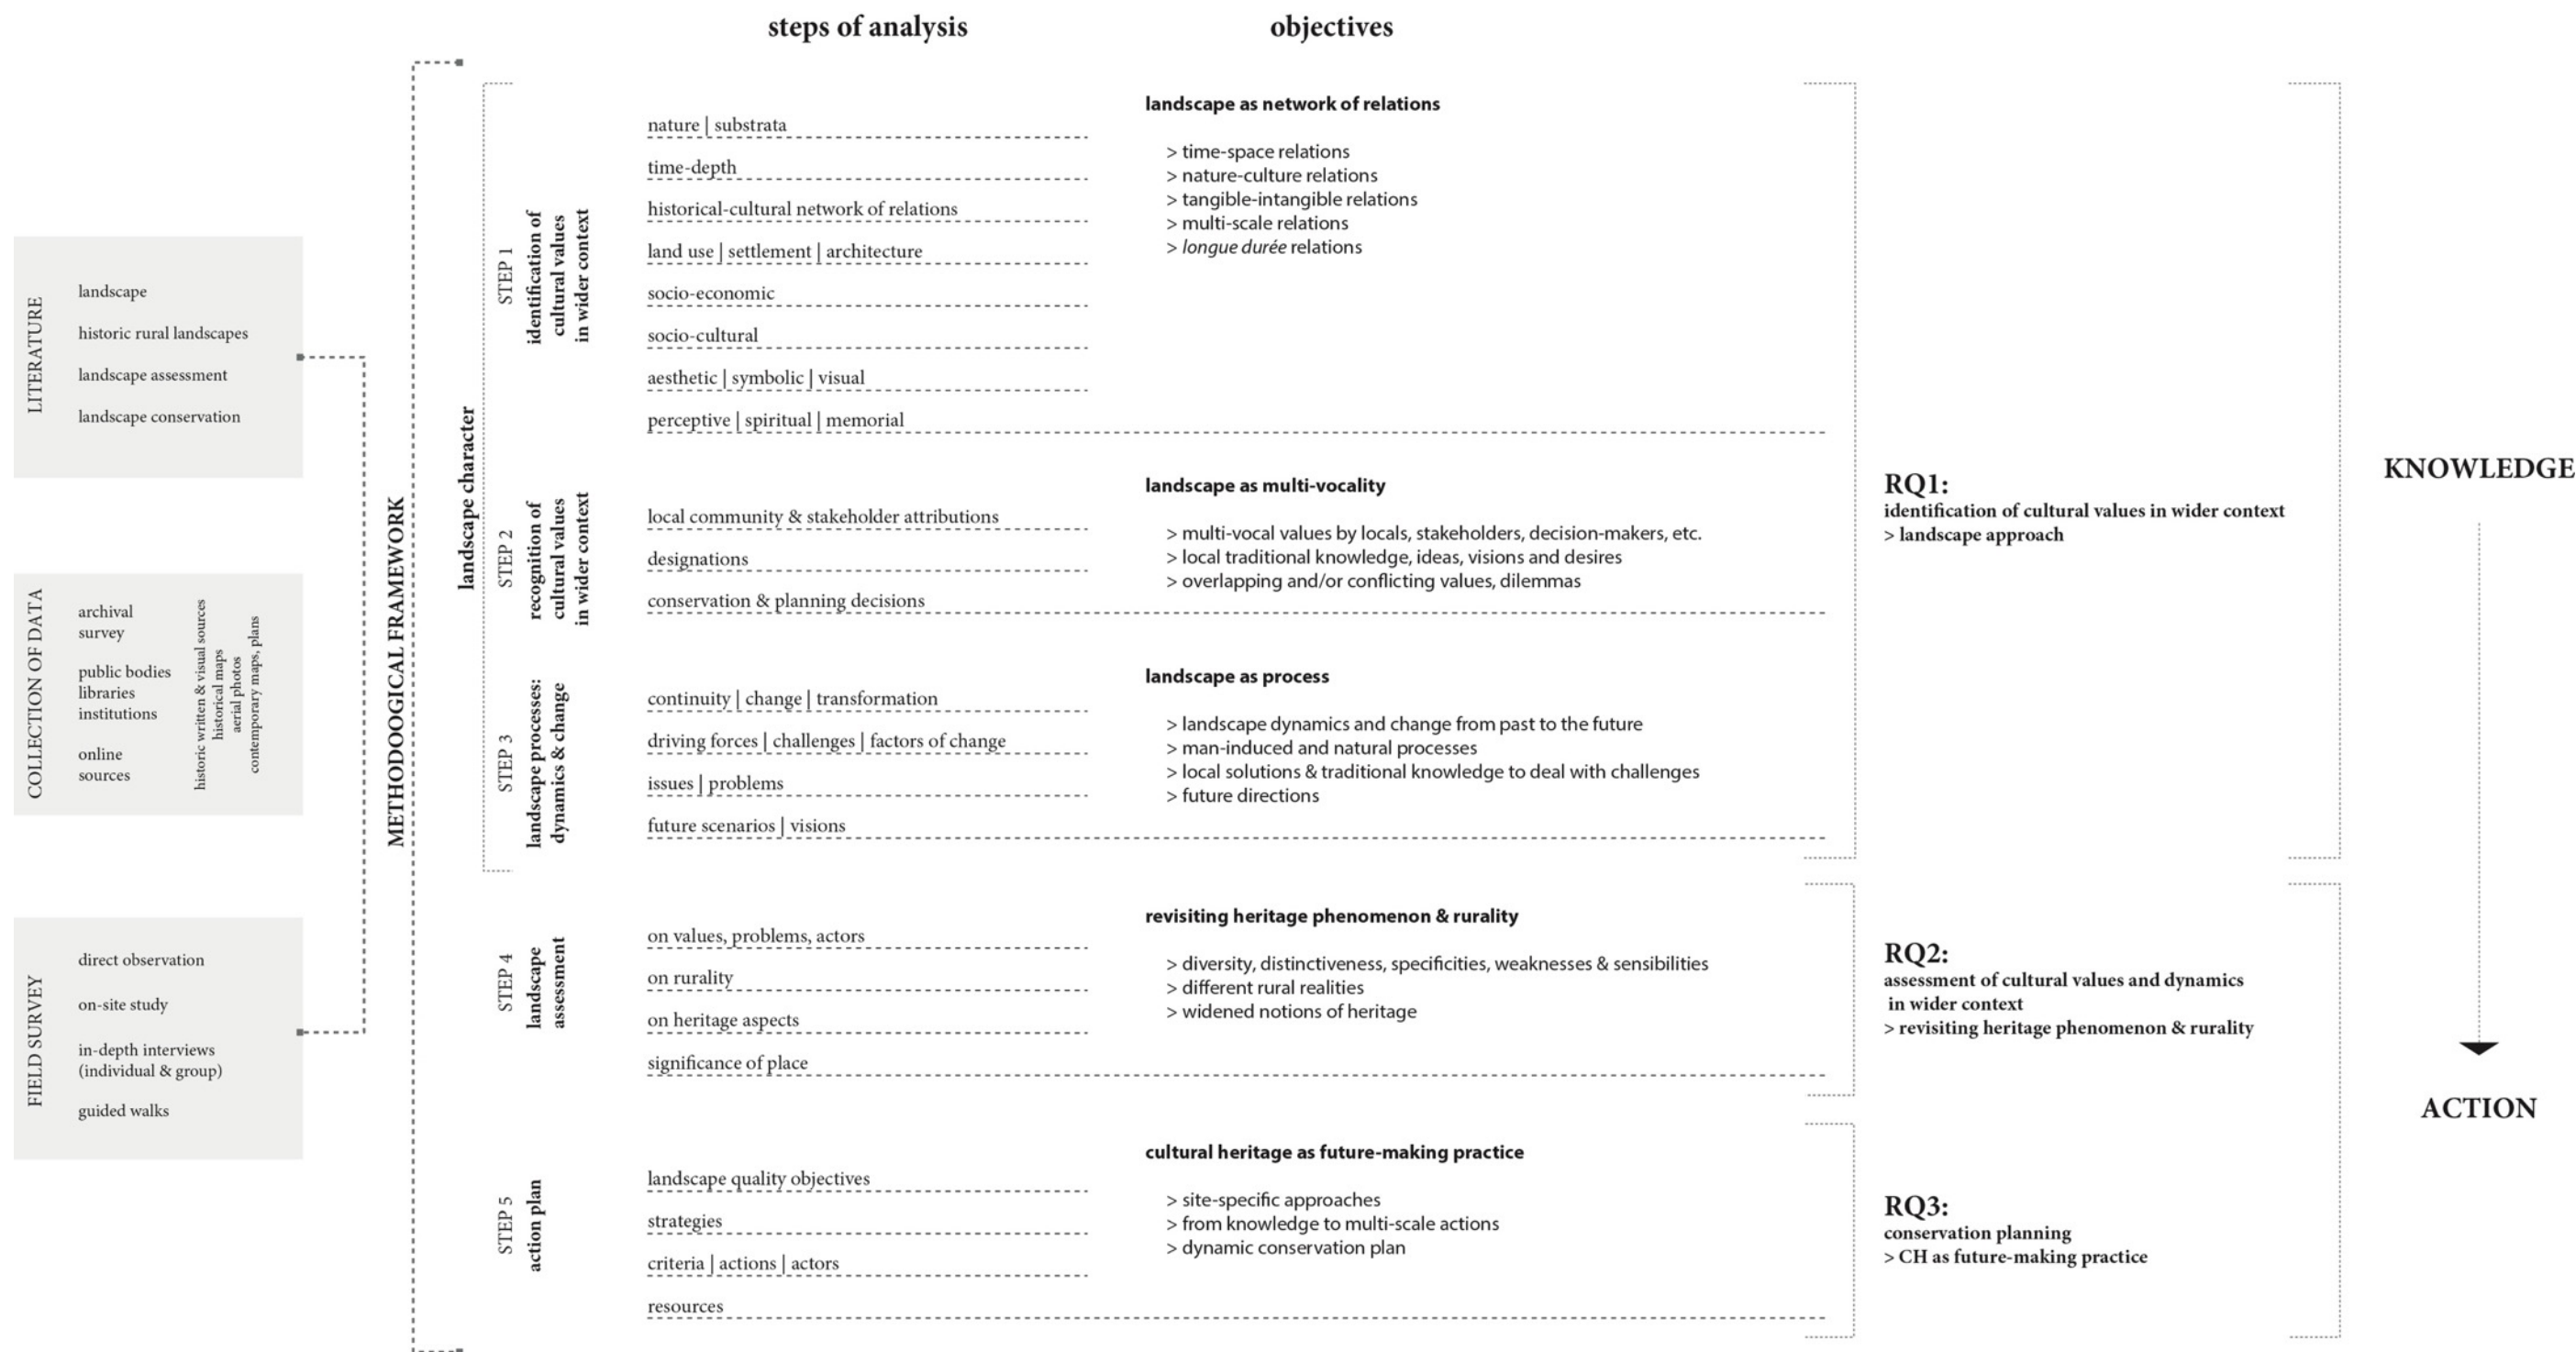 steps of analysis
objectives
LITERATURE
landscape
historic rural landscapes
landscape assessment
landscape conservation
COLLECTION OF DATA
archival
survey
public bodies
libraries
institutions
online
sources
historic written & visual sources
historical maps
aerial photos
contemporary maps, plans
FIELD SURVEY
direct observation
on-site study
in-depth interviews
(individual & group)
guided walks
METHODOOGICAL FRAMEWORK
landscape character
STEP 1
identification of
cultural values
in wider context
nature | substrata
time-depth
historical-cultural network of relations
land use | settlement | architecture
socio-economic
socio-cultural
aesthetic | symbolic | visual
perceptive | spiritual | memorial
landscape as network of relations
> time-space relations
> nature-culture relations
> tangible-intangible relations
> multi-scale relations
> longue durée relations
STEP 2
recognition of
cultural values
in wider context
local community & stakeholder attributions
designations
conservation & planning decisions
landscape as multi-vocality
> multi-vocal values by locals, stakeholders, decision-makers, etc.
> local traditional knowledge, ideas, visions and desires
> overlapping and/or conflicting values, dilemmas
STEP 3
landscape processes:
dynamics & change
continuity | change | transformation
driving forces | challenges | factors of change
issues | problems
future scenarios | visions
landscape as process
> landscape dynamics and change from past to the future
> man-induced and natural processes
> local solutions & traditional knowledge to deal with challenges
> future directions
STEP 4
landscape
assessment
on values, problems, actors
on rurality
on heritage aspects
significance of place
revisiting heritage phenomenon & rurality
> diversity, distinctiveness, specificities, weaknesses & sensibilities
> different rural realities
> widened notions of heritage
STEP 5
action plan
landscape quality objectives
strategies
criteria | actions | actors
resources
cultural heritage as future-making practice
> site-specific approaches
> from knowledge to multi-scale actions
> dynamic conservation plan
RQ1:
identification of cultural values in wider context
> landscape approach
RQ2:
assessment of cultural values and dynamics
in wider context
> revisiting heritage phenomenon & rurality
RQ3:
conservation planning
> CH as future-making practice
KNOWLEDGE
ACTION